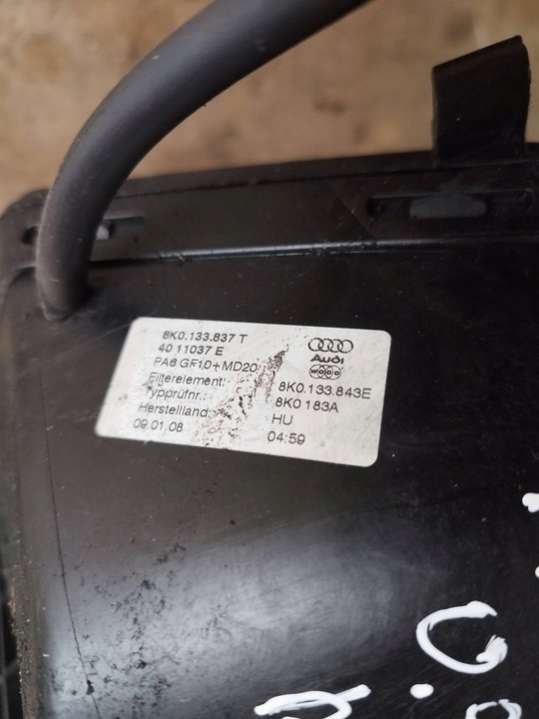 8K0.133.837 T
40 11037 E
PA6 GF10+MD20
Audi
Filterelement: 8K0.133.843E
Typprüfnr.: 8K0 183A
Herstellland: HU
09.01.08 04:59